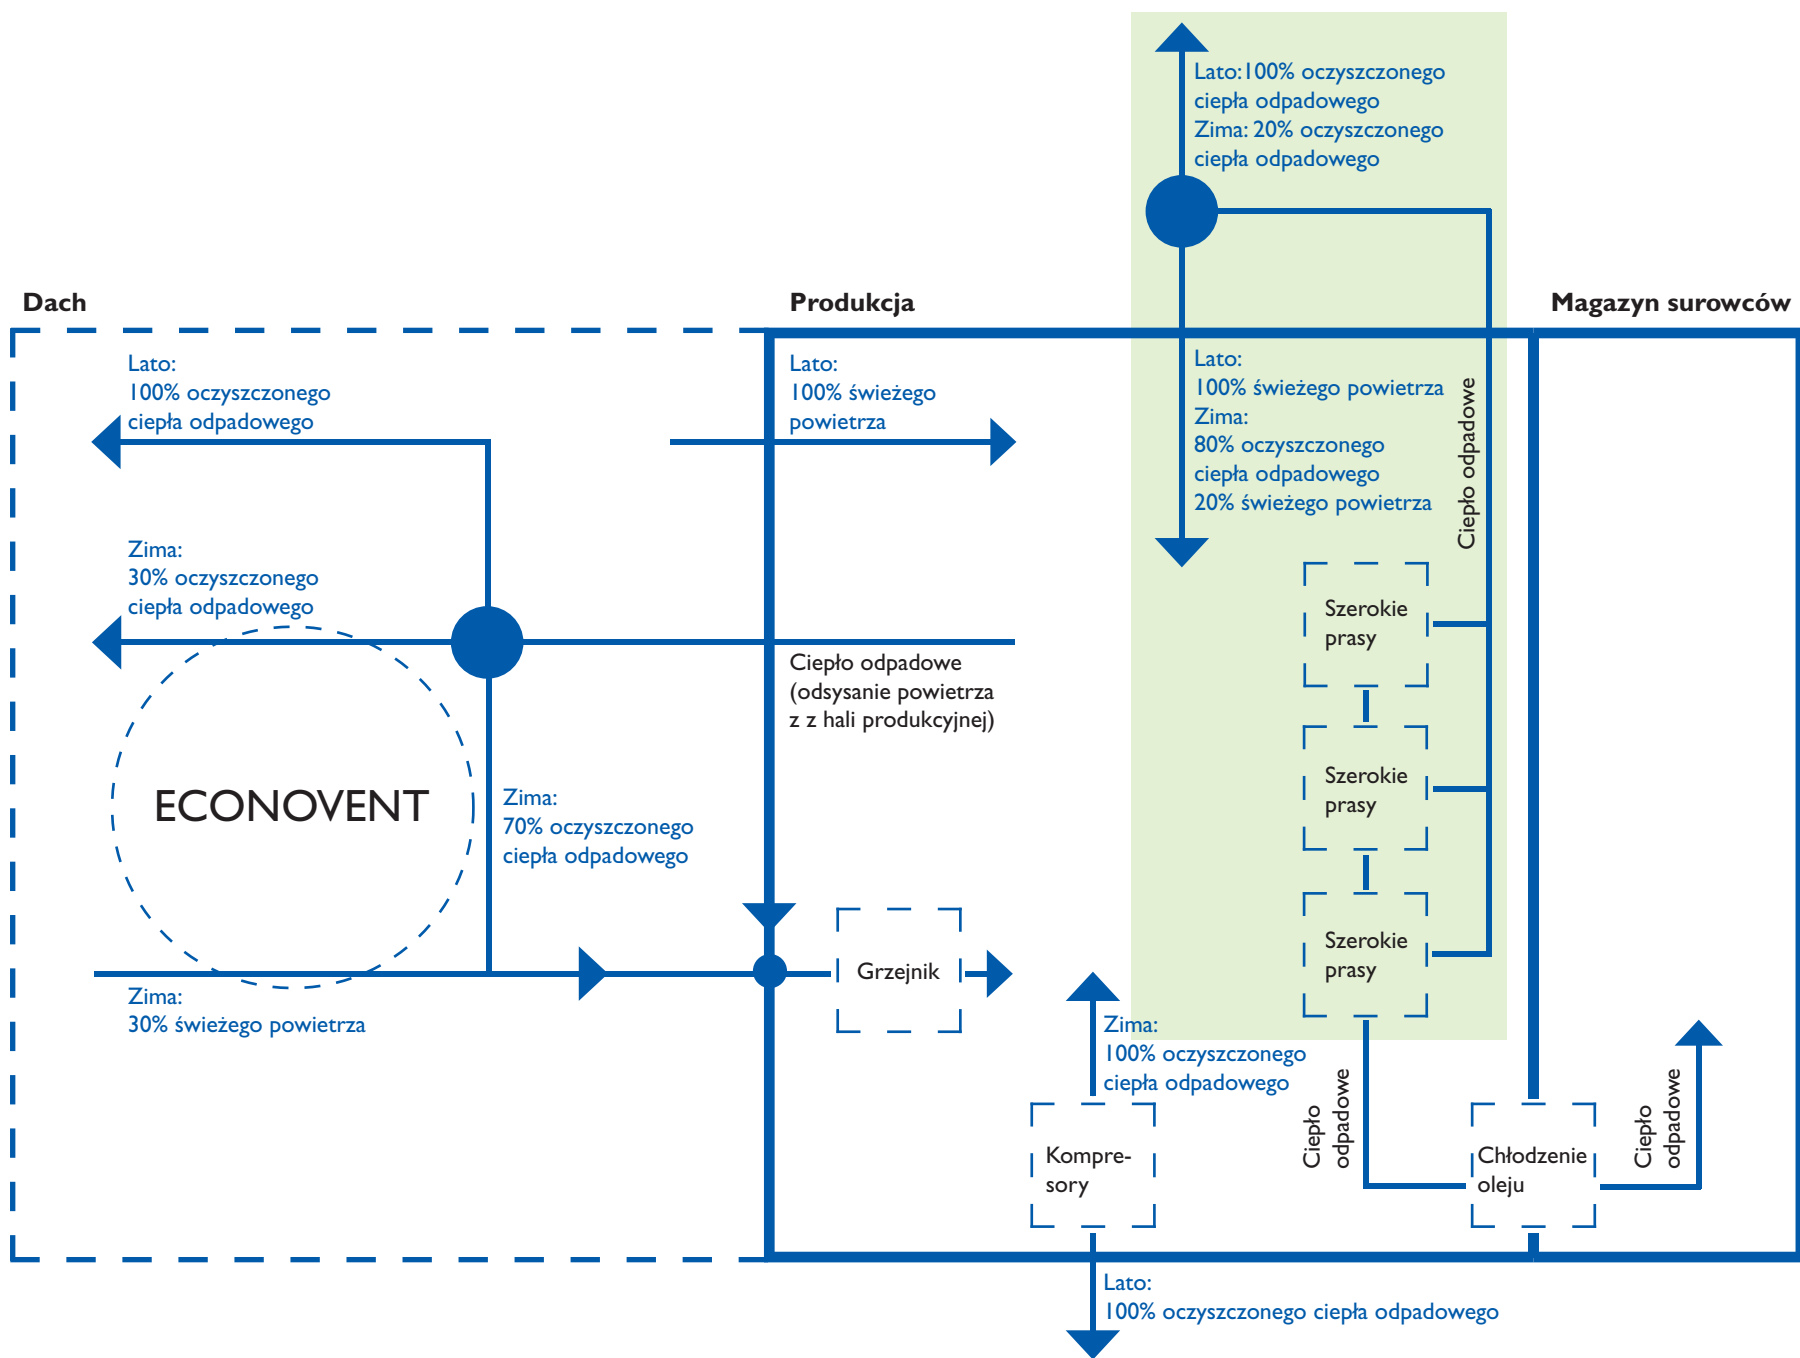 Lato:100% oczyszczonego
ciepła odpadowego
Zima: 20% oczyszczonego
ciepła odpadowego
Dach
Produkcja
Magazyn surowców
Lato:
100% oczyszczonego
ciepła odpadowego
Lato:
100% świeżego
powietrza
Lato:
100% świeżego powietrza
Zima:
80% oczyszczonego
ciepła odpadowego
20% świeżego powietrza
Ciepło odpadowe
Zima:
30% oczyszczonego
ciepła odpadowego
Ciepło odpadowe
(odsysanie powietrza
z z hali produkcyjnej)
Szerokie
prasy
ECONOVENT
Zima:
70% oczyszczonego
ciepła odpadowego
Szerokie
prasy
Szerokie
prasy
Grzejnik
Zima:
30% świeżego powietrza
Zima:
100% oczyszczonego
ciepła odpadowego
Kompre-
sory
Ciepło
odpadowe
Chłodzenie
oleju
Ciepło
odpadowe
Lato:
100% oczyszczonego ciepła odpadowego